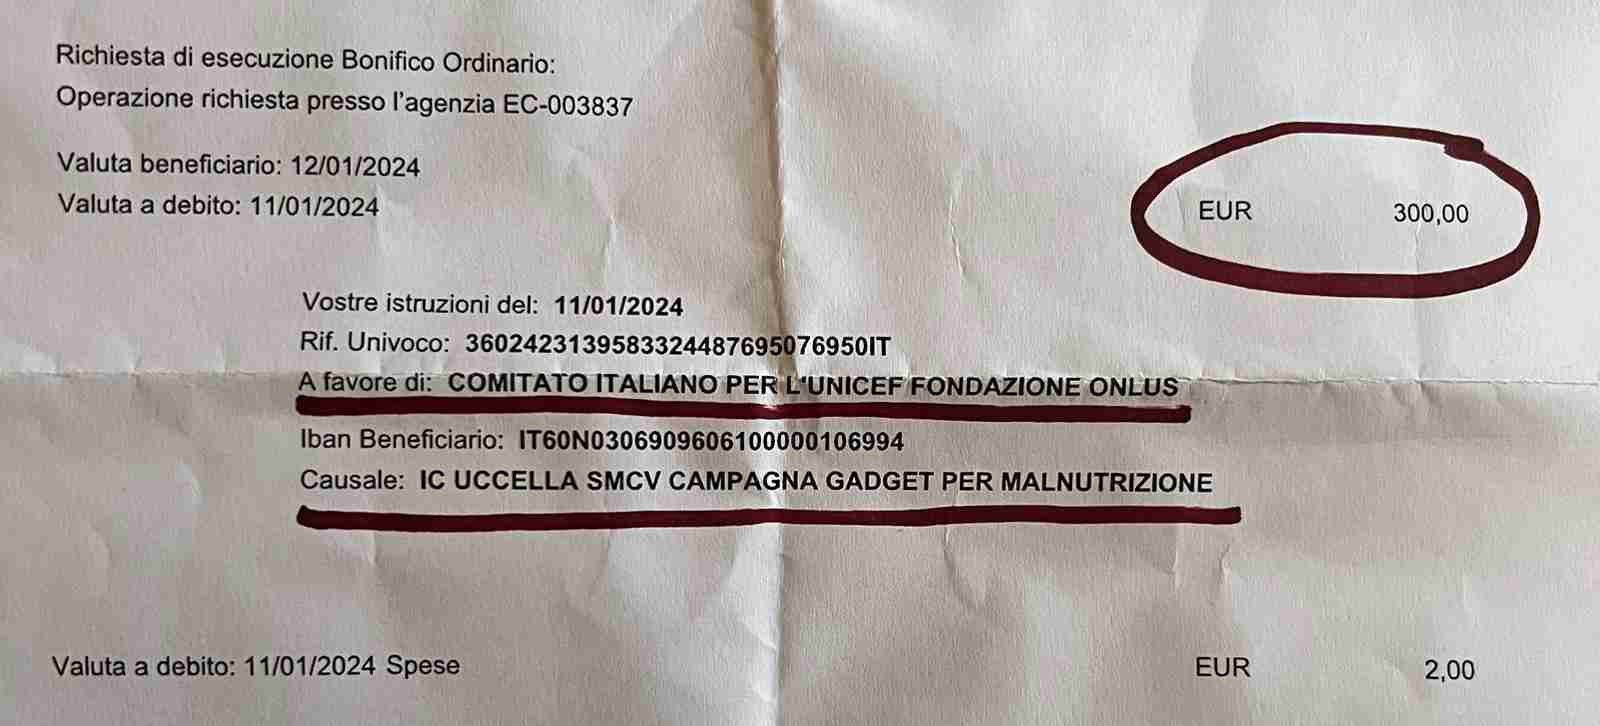 Richiesta di esecuzione Bonifico Ordinario:
Operazione richiesta presso l'agenzia EC-003837
Valuta beneficiario: 12/01/2024
Valuta a debito: 11/01/2024 EUR 300,00
Vostre istruzioni del: 11/01/2024
Rif. Univoco: 360242313958332448769507695​0IT
A favore di: COMITATO ITALIANO PER L'UNICEF FONDAZIONE ONLUS
Iban Beneficiario: IT60N0306909606100000106994
Causale: IC UCCELLA SMCV CAMPAGNA GADGET PER MALNUTRIZIONE
Valuta a debito: 11/01/2024 Spese EUR 2,00